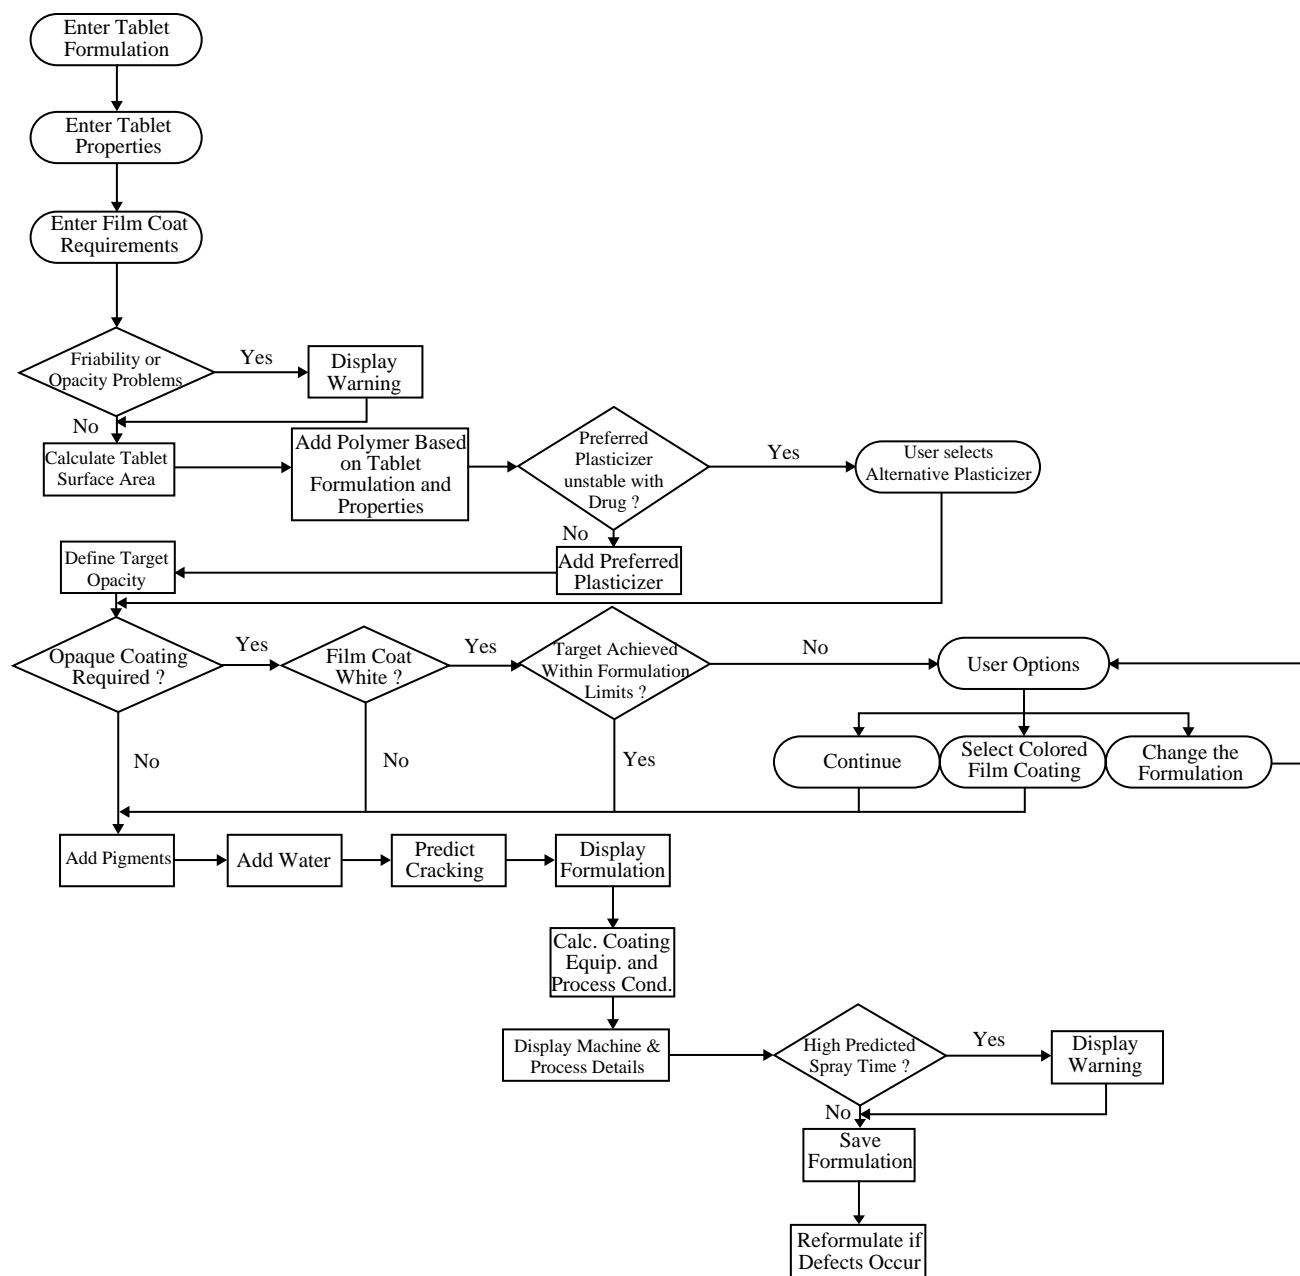 Enter Tablet
Formulation
Enter Tablet
Properties
Enter Film Coat
Requirements
Friability or
Opacity Problems
Yes
Display
Warning
No
Calculate Tablet
Surface Area
Add Polymer Based
on Tablet
Formulation and
Properties
Preferred
Plasticizer
unstable with
Drug ?
Yes
User selects
Alternative Plasticizer
No
Add Preferred
Plasticizer
Define Target
Opacity
Opaque Coating
Required ?
Yes
Film Coat
White ?
Yes
Target Achieved
Within Formulation
Limits ?
No
User Options
No
No
Yes
Continue
Select Colored
Film Coating
Change the
Formulation
Add Pigments
Add Water
Predict
Cracking
Display
Formulation
Calc. Coating
Equip. and
Process Cond.
Display Machine &
Process Details
High Predicted
Spray Time ?
Yes
Display
Warning
No
Save
Formulation
Reformulate if
Defects Occur